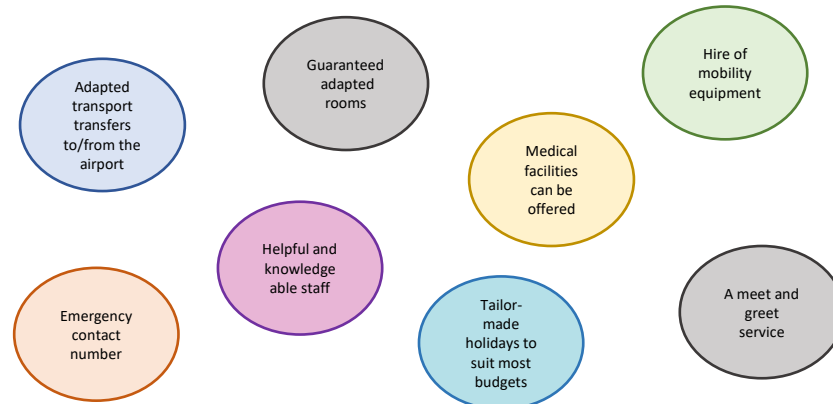 Adapted
transport
transfers
to/from the
airport
Guaranteed
adapted
rooms
Hire of
mobility
equipment
Medical
facilities
can be
offered
Helpful and
knowledge
able staff
Emergency
contact
number
Tailor-
made
holidays to
suit most
budgets
A meet and
greet
service